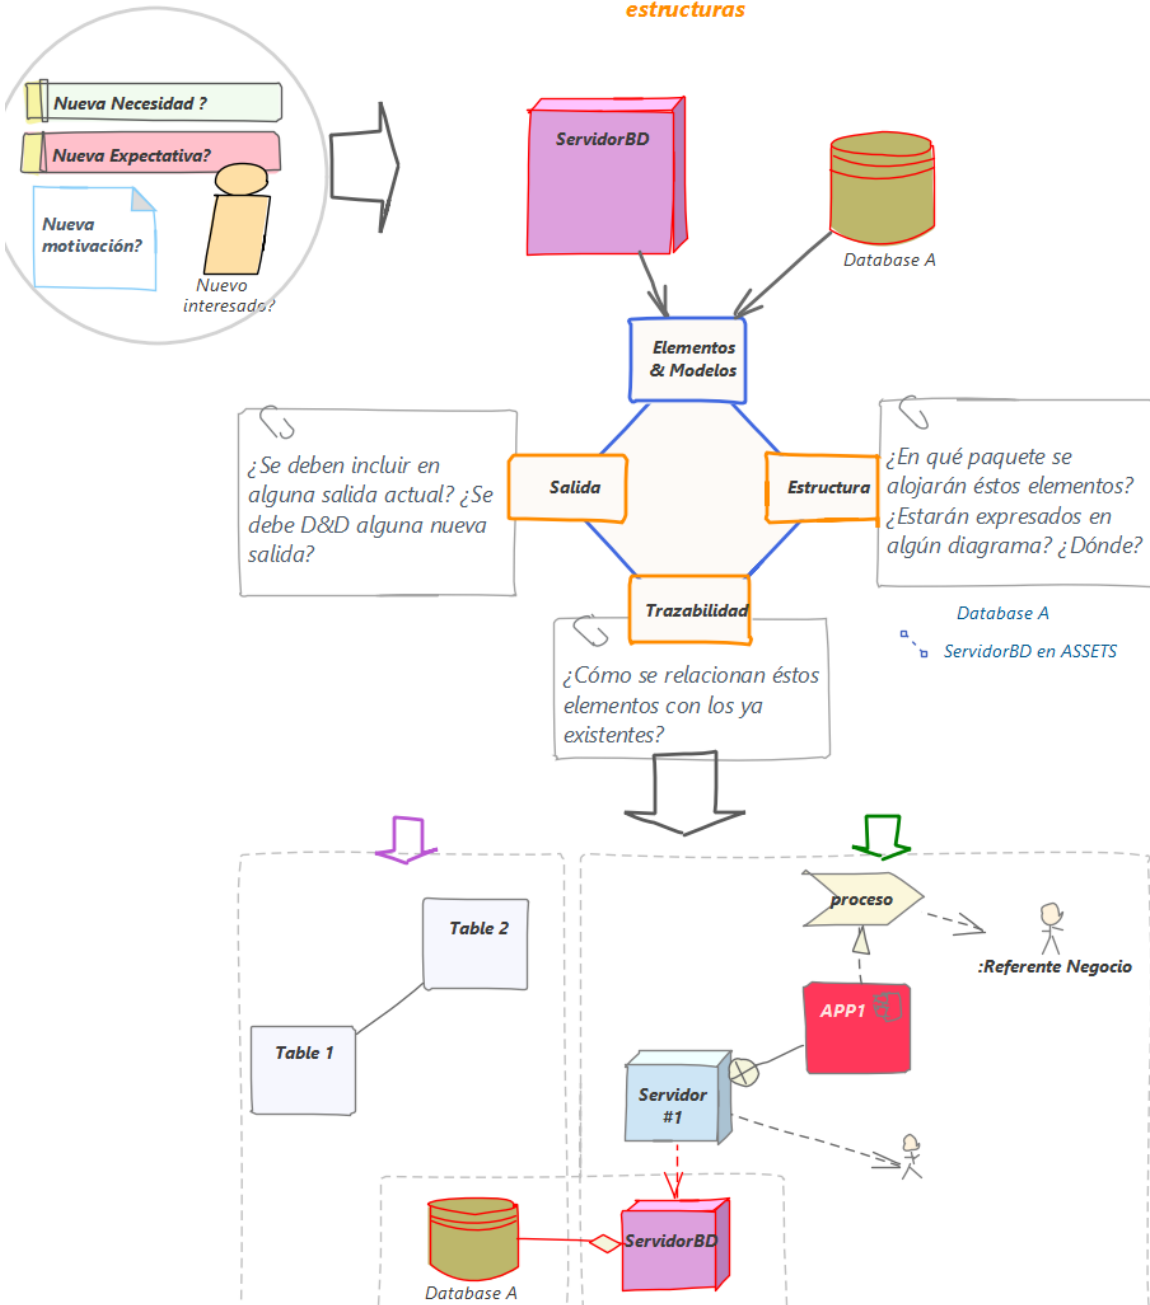 estructuras
Nueva Necesidad ?
Nueva Expectativa?
Nueva
motivación?
Nuevo
interesado?
ServidorBD
Database A
Elementos
& Modelos
¿Se deben incluir en
alguna salida actual? ¿Se
debe D&D alguna nueva
salida?
Salida
Estructura
¿En qué paquete se
alojarán éstos elementos?
¿Estarán expresados en
algún diagrama? ¿Dónde?
Trazabilidad
Database A
ServidorBD en ASSETS
¿Cómo se relacionan éstos
elementos con los ya
existentes?
proceso
Table 2
:Referente Negocio
APP1
Table 1
Servidor
#1
ServidorBD
Database A